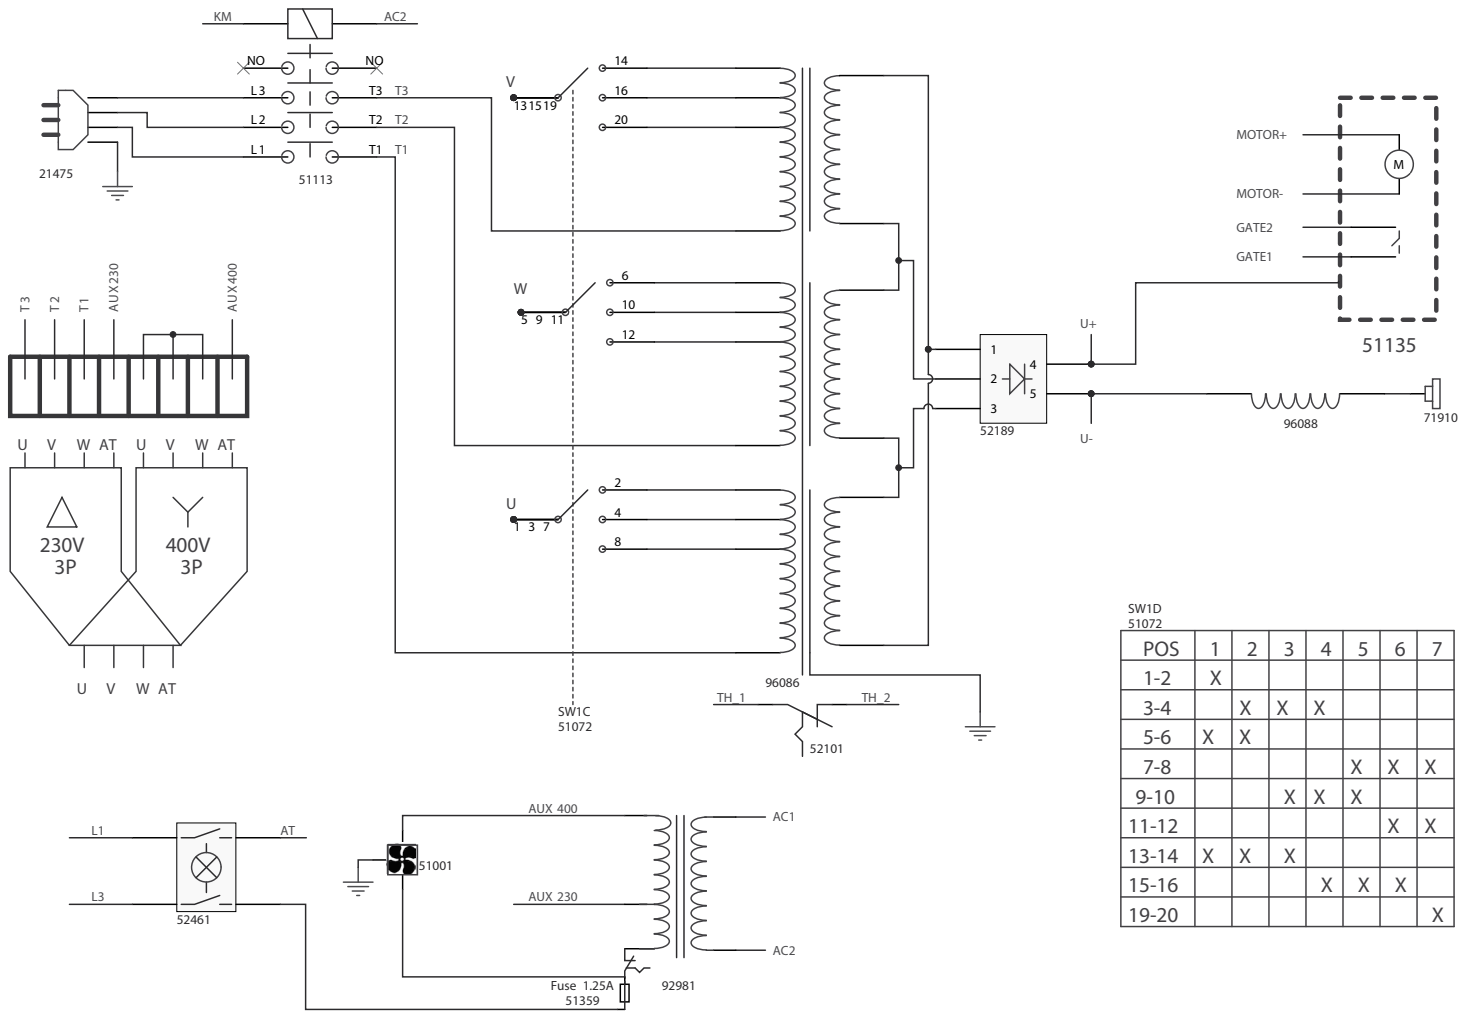 KM AC2
NO NO
L3 T3 T3
L2 T2 T2
L1 T1 T1
21475
51113
V
131519
14
16
20
W
5 9 11
6
10
12
U
1 3 7
2
4
8
SW1C
51072
96086
TH_1 TH_2
52101
1
2
3
4
5
52189
U+
U-
MOTOR+
MOTOR-
GATE2
GATE1
M
51135
96088
71910
T3 T2 T1 AUX230 AUX400
U V W AT U V W AT
230V
3P
400V
3P
U V W AT
L1 AT
L3
52461
AUX 400
51001
AUX 230
AC1
AC2
Fuse 1.25A
51359
92981
SW1D
51072
POS 1 2 3 4 5 6 7
1-2 X
3-4 X X X
5-6 X X
7-8 X X X
9-10 X X X
11-12 X X
13-14 X X X
15-16 X X X
19-20 X